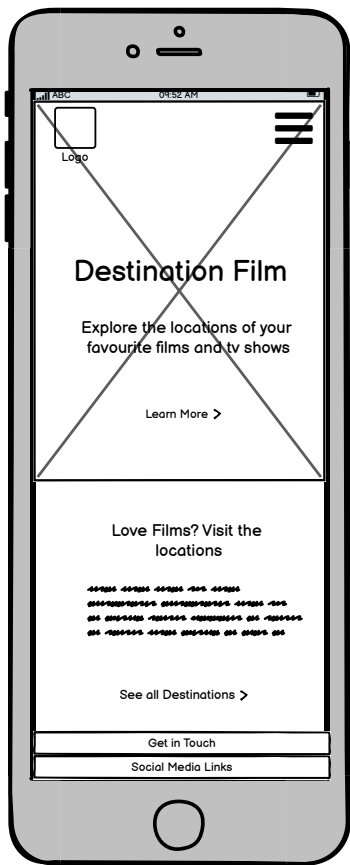 ABC 09:52 AM
Logo
Destination Film
Explore the locations of your
favourite films and tv shows
Learn More >
Love Films? Visit the
locations
See all Destinations >
Get in Touch
Social Media Links